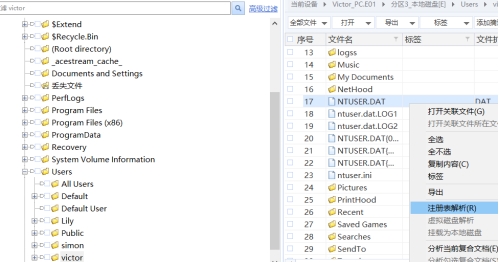 victor
高级过滤
$Extend
$Recycle.Bin
(Root directory)
_acestream_cache_
Documents and Settings
丢失文件
PerfLogs
Program Files
Program Files (x86)
ProgramData
Recovery
System Volume Information
Users
All Users
Default
Default User
Lily
Public
simon
victor
当前设备 Victor_PC.E01 分区3_本地磁盘(E) Users
全部文件 打开 导出 标签
序号 文件名 标签
13 logss
14 Music
15 My Documents
16 NetHood
17 NTUSER.DAT DAT
18 ntuser.dat.LOG1
19 ntuser.dat.LOG2
20 NTUSER.DAT{0...
21 NTUSER.DAT{...
22 NTUSER.DAT{...
23 ntuser.ini
24 Pictures
25 PrintHood
26 Recent
27 Saved Games
28 Searches
29 SendTo
打开关联文件(G)
打开关联文件所在文
全选
全不选
复制内容(C)
标签
导出
注册表解析(R)
虚拟磁盘解析
挂载为本地磁盘
分析当前复合文档(E)